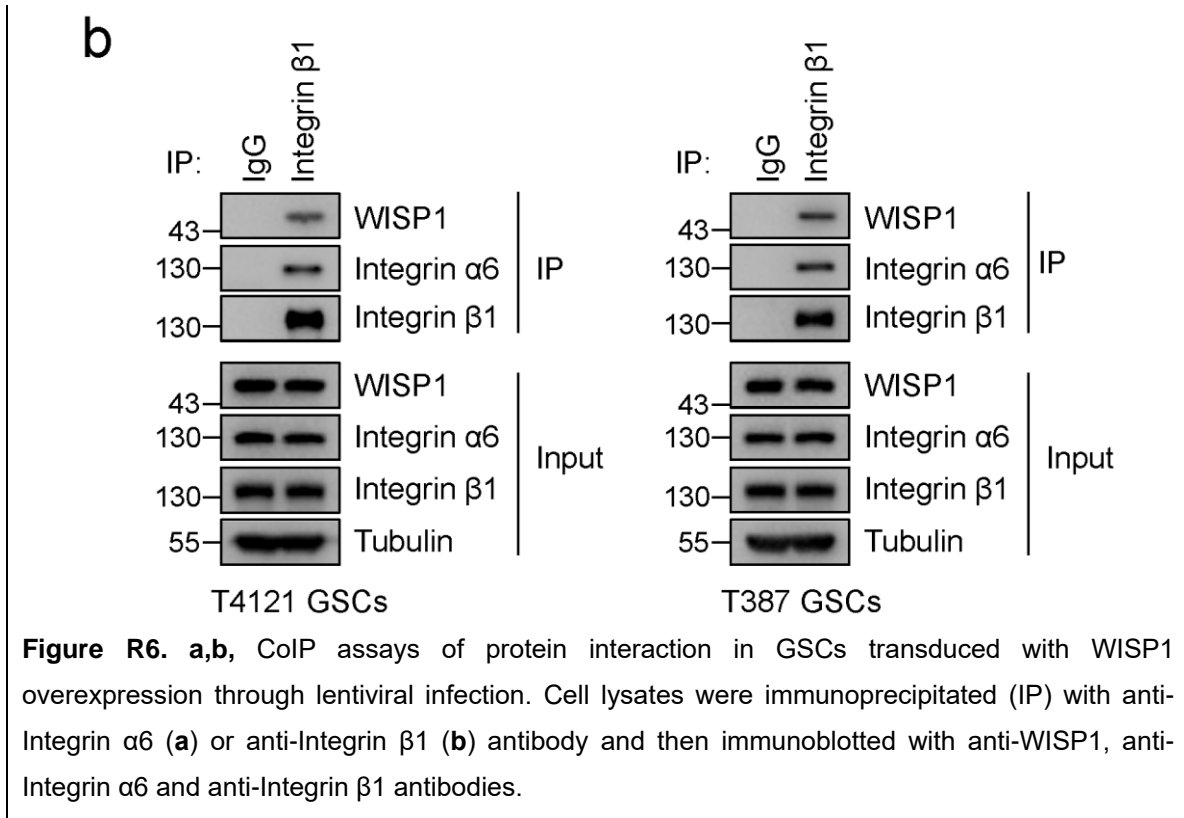 b
IP: IgG Integrin β1
43 WISP1
130 Integrin α6
130 Integrin β1
IP
43 WISP1
130 Integrin α6
130 Integrin β1
55 Tubulin
Input
T4121 GSCs
IP: IgG Integrin β1
43 WISP1
130 Integrin α6
130 Integrin β1
IP
43 WISP1
130 Integrin α6
130 Integrin β1
55 Tubulin
Input
T387 GSCs
Figure R6. a,b, CoIP assays of protein interaction in GSCs transduced with WISP1
overexpression through lentiviral infection. Cell lysates were immunoprecipitated (IP) with anti-
Integrin α6 (a) or anti-Integrin β1 (b) antibody and then immunoblotted with anti-WISP1, anti-
Integrin α6 and anti-Integrin β1 antibodies.